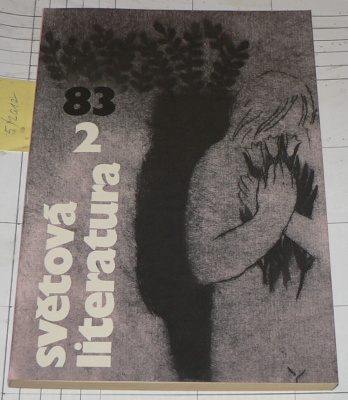 83
2
světová
literatura